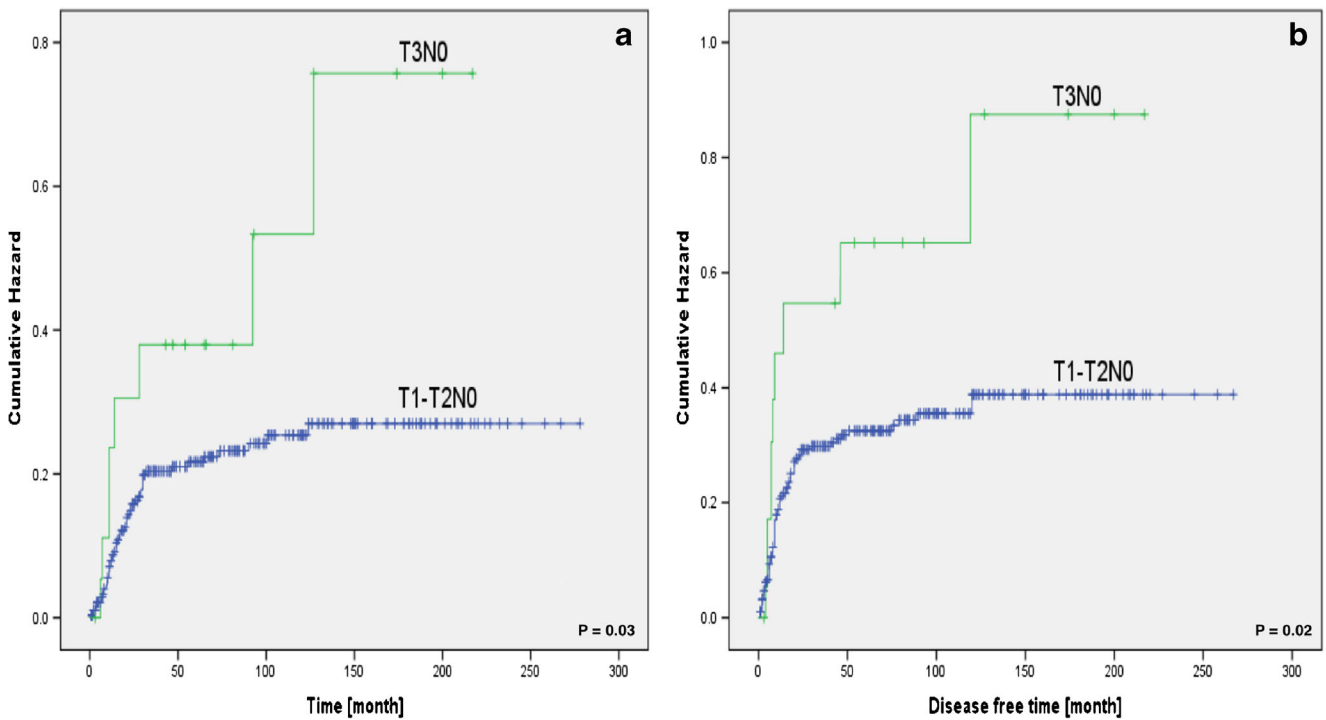 a
T3N0
T1-T2N0
0.8
0.6
0.4
0.2
0.0
Cumulative Hazard
P = 0.03
0 50 100 150 200 250 300
Time [month]
b
T3N0
T1-T2N0
1.0
0.8
0.6
0.4
0.2
0.0
Cumulative Hazard
P = 0.02
0 50 100 150 200 250 300
Disease free time [month]